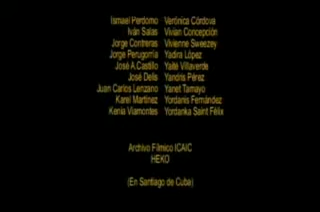 Ismael Perdomo Verónica Córdova
Iván Salas Vivian Concepción
Jorge Contreras Vivienne Sweezey
Jorge Perugorría Yadira López
José A.Castillo Yaité Villaverde
José Delis Yandris Pérez
Juan Carlos Lenzano Yanet Tamayo
Karel Martínez Yordanis Fernández
Kenia Viamontes Yordanka Saint Félix
Archivo Fílmico ICAIC
HEKO
(En Santiago de Cuba)